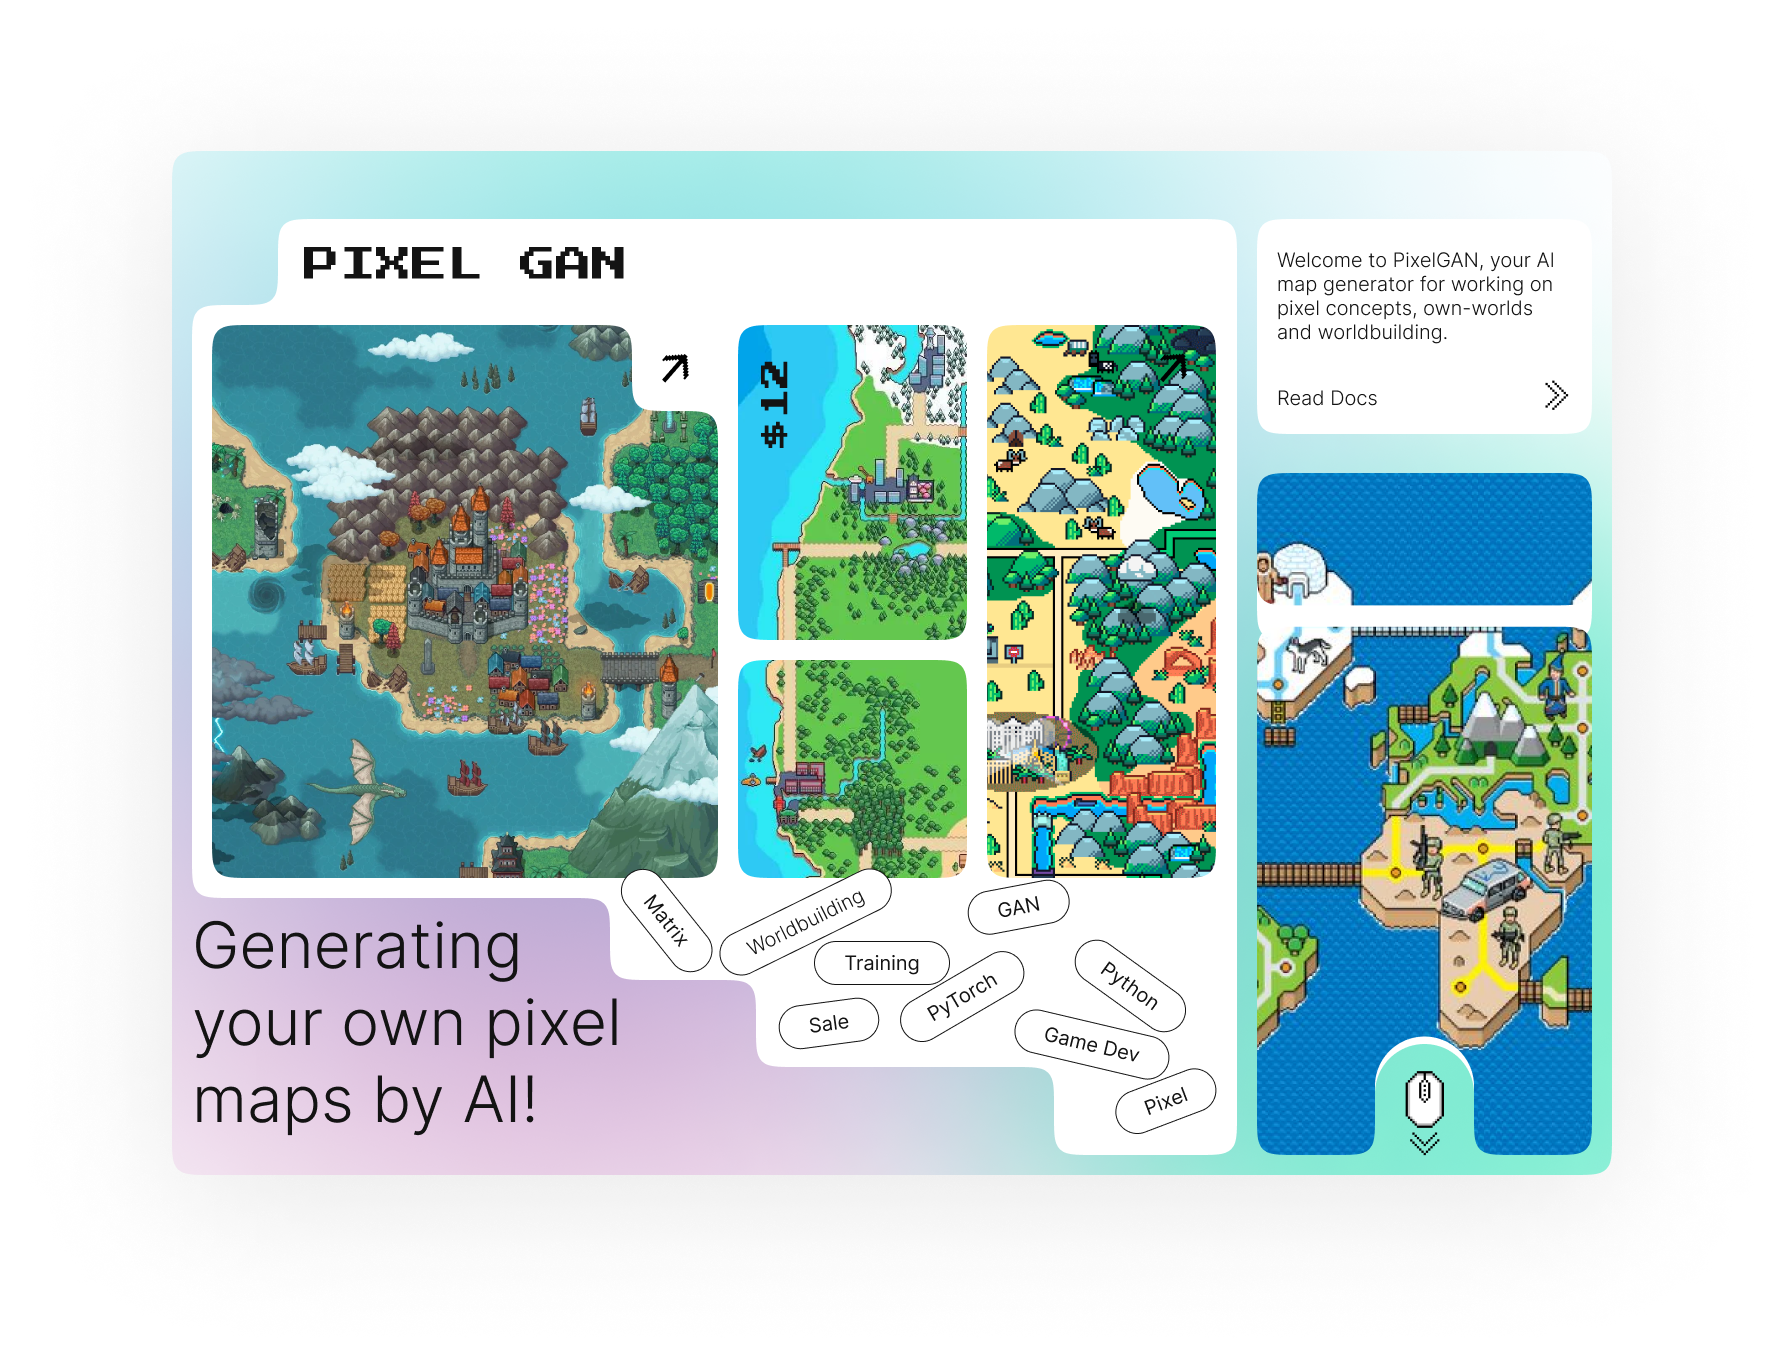 PIXEL GAN
Welcome to PixelGAN, your AI
map generator for working on
pixel concepts, own-worlds
and worldbuilding.
Read Docs
$12
Generating
your own pixel
maps by AI!
Matrix
Worldbuilding
GAN
Training
PyTorch
Python
Sale
Game Dev
Pixel